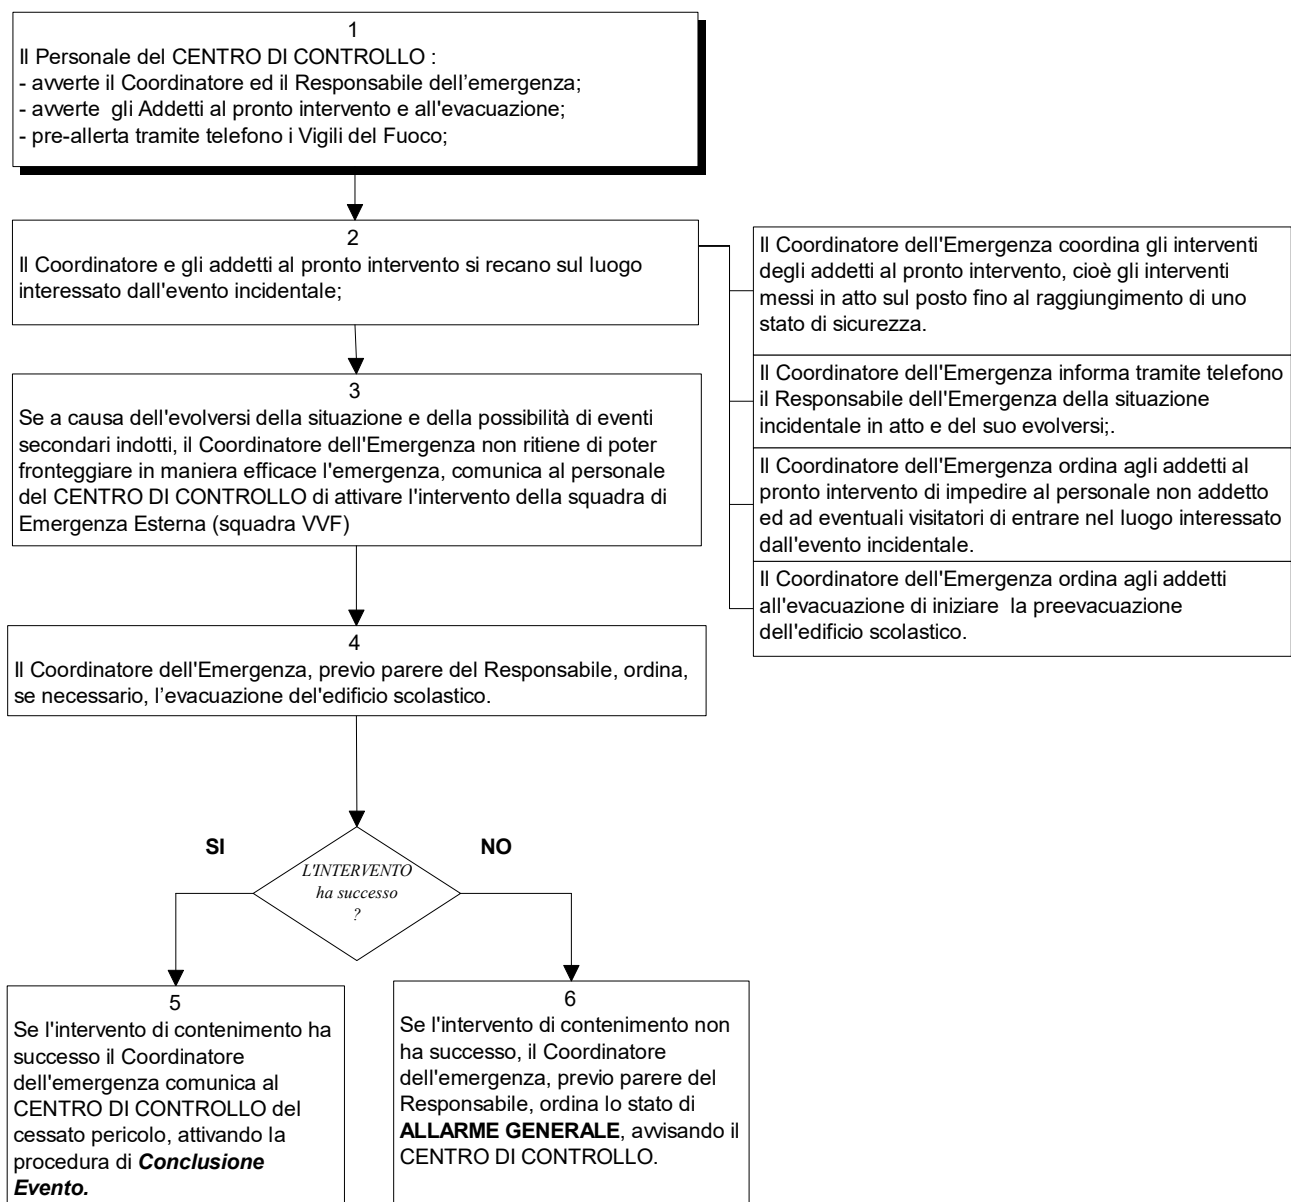 1
Il Personale del CENTRO DI CONTROLLO :
- avverte il Coordinatore ed il Responsabile dell'emergenza;
- avverte  gli Addetti al pronto intervento e all'evacuazione;
- pre-allerta tramite telefono i Vigili del Fuoco;
2
Il Coordinatore e gli addetti al pronto intervento si recano sul luogo
interessato dall'evento incidentale;
Il Coordinatore dell'Emergenza coordina gli interventi
degli addetti al pronto intervento, cioè gli interventi
messi in atto sul posto fino al raggiungimento di uno
stato di sicurezza.
Il Coordinatore dell'Emergenza informa tramite telefono
il Responsabile dell'Emergenza della situazione
incidentale in atto e del suo evolversi;.
Il Coordinatore dell'Emergenza ordina agli addetti al
pronto intervento di impedire al personale non addetto
ed ad eventuali visitatori di entrare nel luogo interessato
dall'evento incidentale.
Il Coordinatore dell'Emergenza ordina agli addetti
all'evacuazione di iniziare  la preevacuazione
dell'edificio scolastico.
3
Se a causa dell'evolversi della situazione e della possibilità di eventi
secondari indotti, il Coordinatore dell'Emergenza non ritiene di poter
fronteggiare in maniera efficace l'emergenza, comunica al personale
del CENTRO DI CONTROLLO di attivare l'intervento della squadra di
Emergenza Esterna (squadra VVF)
4
Il Coordinatore dell'Emergenza, previo parere del Responsabile, ordina,
se necessario, l'evacuazione del'edificio scolastico.
SI
NO
L'INTERVENTO
ha successo
?
5
Se l'intervento di contenimento ha
successo il Coordinatore
dell'emergenza comunica al
CENTRO DI CONTROLLO del
cessato pericolo, attivando la
procedura di Conclusione
Evento.
6
Se l'intervento di contenimento non
ha successo, il Coordinatore
dell'emergenza, previo parere del
Responsabile, ordina lo stato di
ALLARME GENERALE, avvisando il
CENTRO DI CONTROLLO.